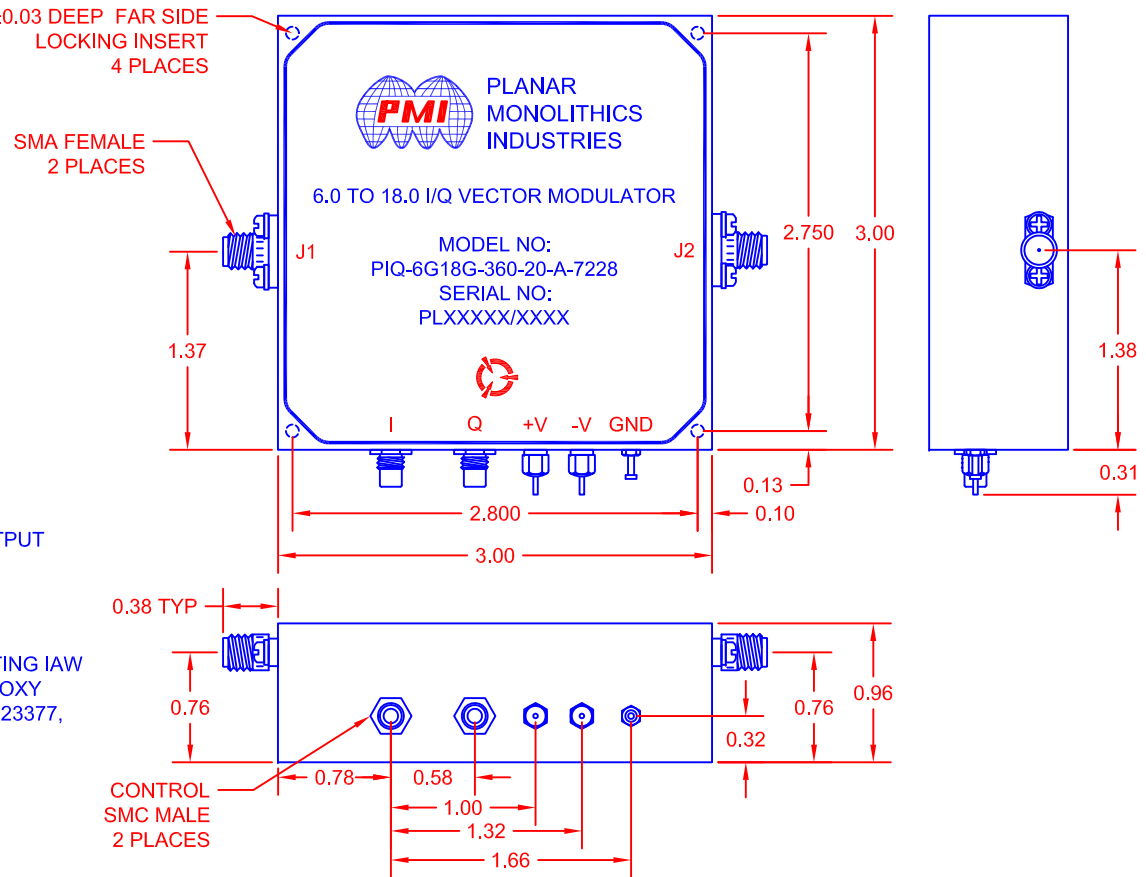 ±0.03 DEEP FAR SIDE
LOCKING INSERT
4 PLACES
SMA FEMALE
2 PLACES
PMI
PLANAR
MONOLITHICS
INDUSTRIES
6.0 TO 18.0 I/Q VECTOR MODULATOR
J1
J2
MODEL NO:
PIQ-6G18G-360-20-A-7228
SERIAL NO:
PLXXXXX/XXXX
I Q +V -V GND
1.37
2.750
3.00
1.38
0.31
0.13
0.10
2.800
3.00
TPUT
0.38 TYP
TING IAW
OXY
23377,
0.76
0.76
0.96
0.32
0.78
0.58
1.00
1.32
1.66
CONTROL
SMC MALE
2 PLACES